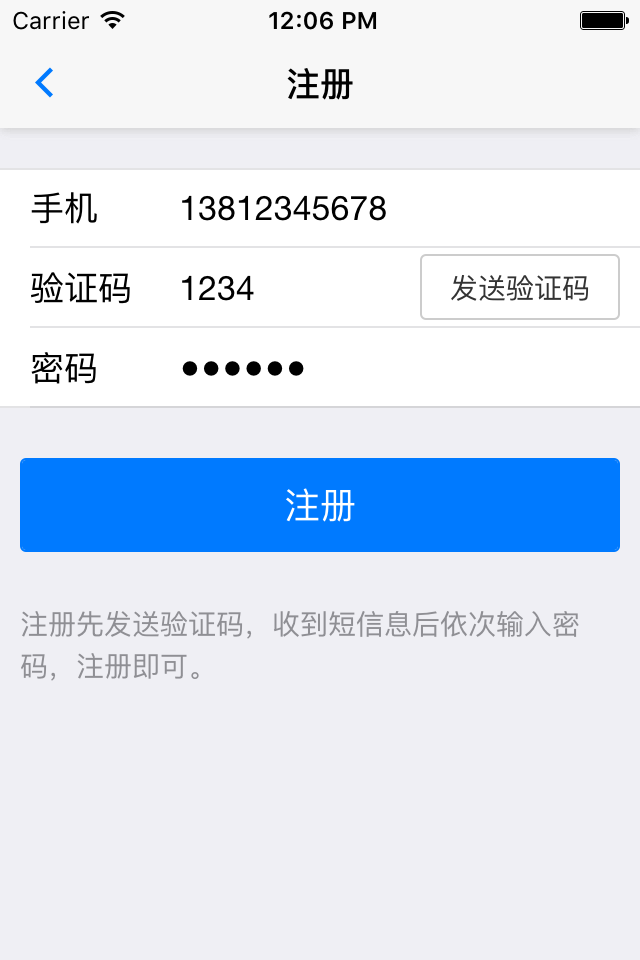 Carrier 12:06 PM
注册
手机 13812345678
验证码 1234 发送验证码
密码 ●●●●●●
注册
注册先发送验证码，收到短信息后依次输入密
码，注册即可。